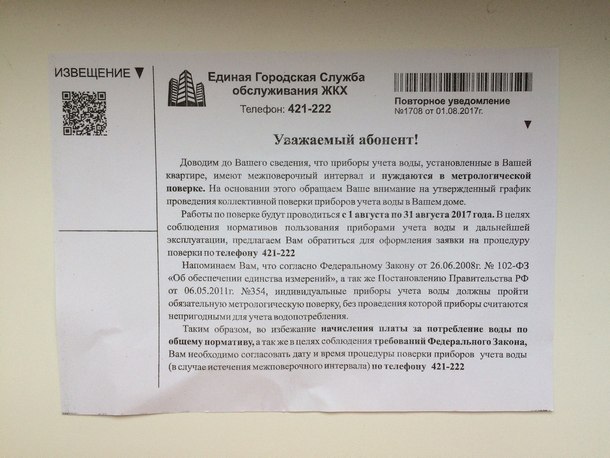 ИЗВЕЩЕНИЕ
Единая Городская Служба
обслуживания ЖКХ
Телефон: 421-222
Повторное уведомление
№1708 от 01.08.2017г.
Уважаемый абонент!
Доводим до Вашего сведения, что приборы учета воды, установленные в Вашей
квартире, имеют межповерочный интервал и нуждаются в метрологической
поверке. На основании этого обращаем Ваше внимание на утвержденный график
проведения коллективной поверки приборов учета воды в Вашем доме.
Работы по поверке будут проводиться с 1 августа по 31 августа 2017 года. В целях
соблюдения нормативов пользования приборами учета воды и дальнейшей
эксплуатации, предлагаем Вам обратиться для оформления заявки на процедуру
поверки по телефону 421-222
Напоминаем Вам, что согласно Федеральному Закону от 26.06.2008г. № 102-ФЗ
«Об обеспечении единства измерений», а так же Постановлению Правительства РФ
от 06.05.2011г. №354, индивидуальные приборы учета воды должны пройти
обязательную метрологическую поверку, без проведения которой приборы считаются
непригодными для учета водопотребления.
Таким образом, во избежание начисления платы за потребление воды по
общему нормативу, а так же в целях соблюдения требований Федерального Закона,
Вам необходимо согласовать дату и время процедуры поверки приборов учета воды
(в случае истечения межповерочного интервала) по телефону 421-222